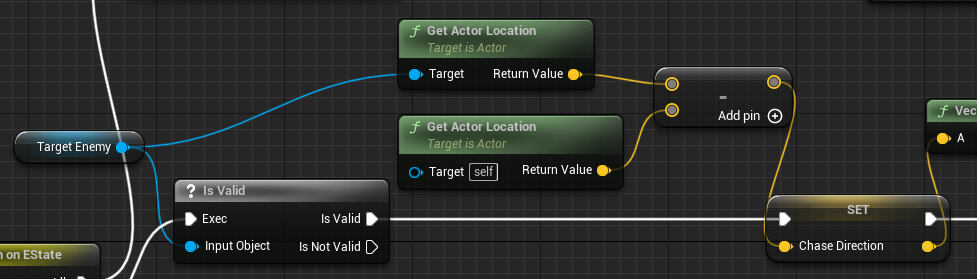 Get Actor Location
Target is Actor
Target
Return Value
-
Add pin
Get Actor Location
Target is Actor
Target
self
Return Value
Target Enemy
? Is Valid
Exec
Is Valid
Input Object
Is Not Valid
SET
Chase Direction
Vec
A
n on EState